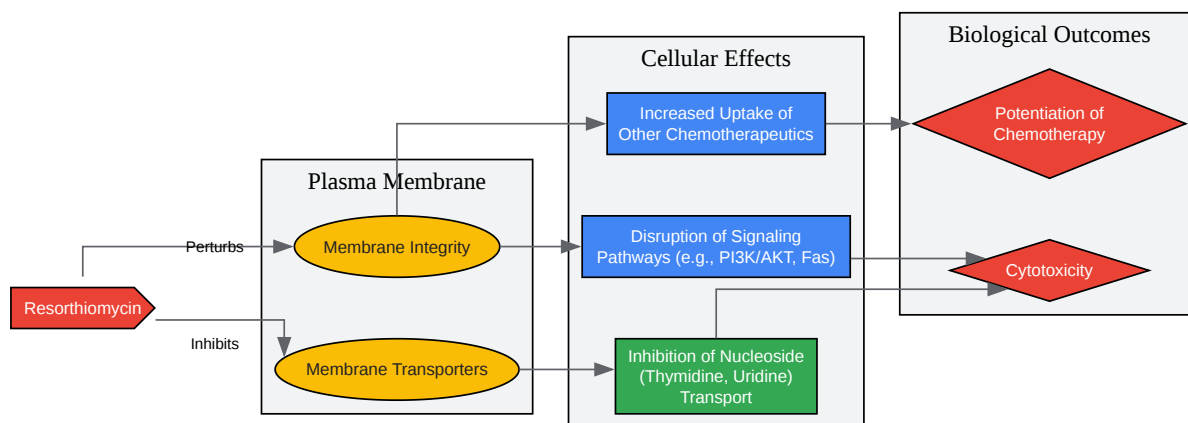 Biological Outcomes
Cellular Effects
Increased Uptake of
Other Chemotherapeutics
Potentiation of
Chemotherapy
Plasma Membrane
Perturbs
Membrane Integrity
Disruption of Signaling
Pathways (e.g., PI3K/AKT, Fas)
Cytotoxicity
Resorthiomycin
Inhibits
Membrane Transporters
Inhibition of Nucleoside
(Thymidine, Uridine)
Transport